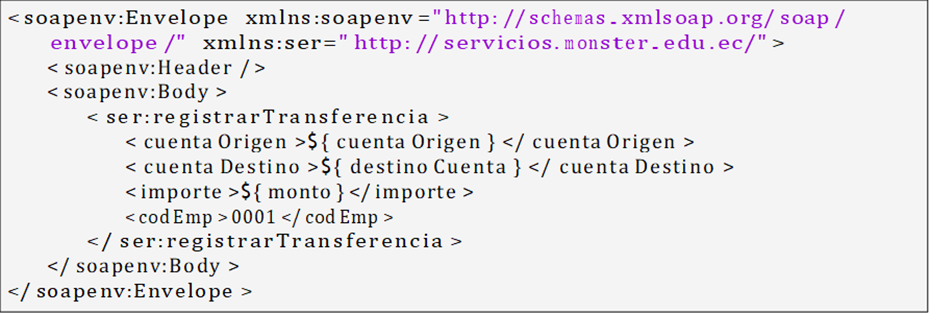 <soapenv:Envelope xmlns:soapenv="http://schemas.xmlsoap.org/soap/
envelope/" xmlns:ser="http://servicios.monster.edu.ec/">
<soapenv:Header />
<soapenv:Body >
< ser:registrarTransferencia >
< cuenta Origen >${ cuenta Origen } </ cuenta Origen >
< cuenta Destino >${ destino Cuenta } </ cuenta Destino >
<importe >${ monto } </ importe >
<cod Emp >0001 </ cod Emp >
</ ser:registrarTransferencia >
</ soapenv:Body >
</ soapenv:Envelope >